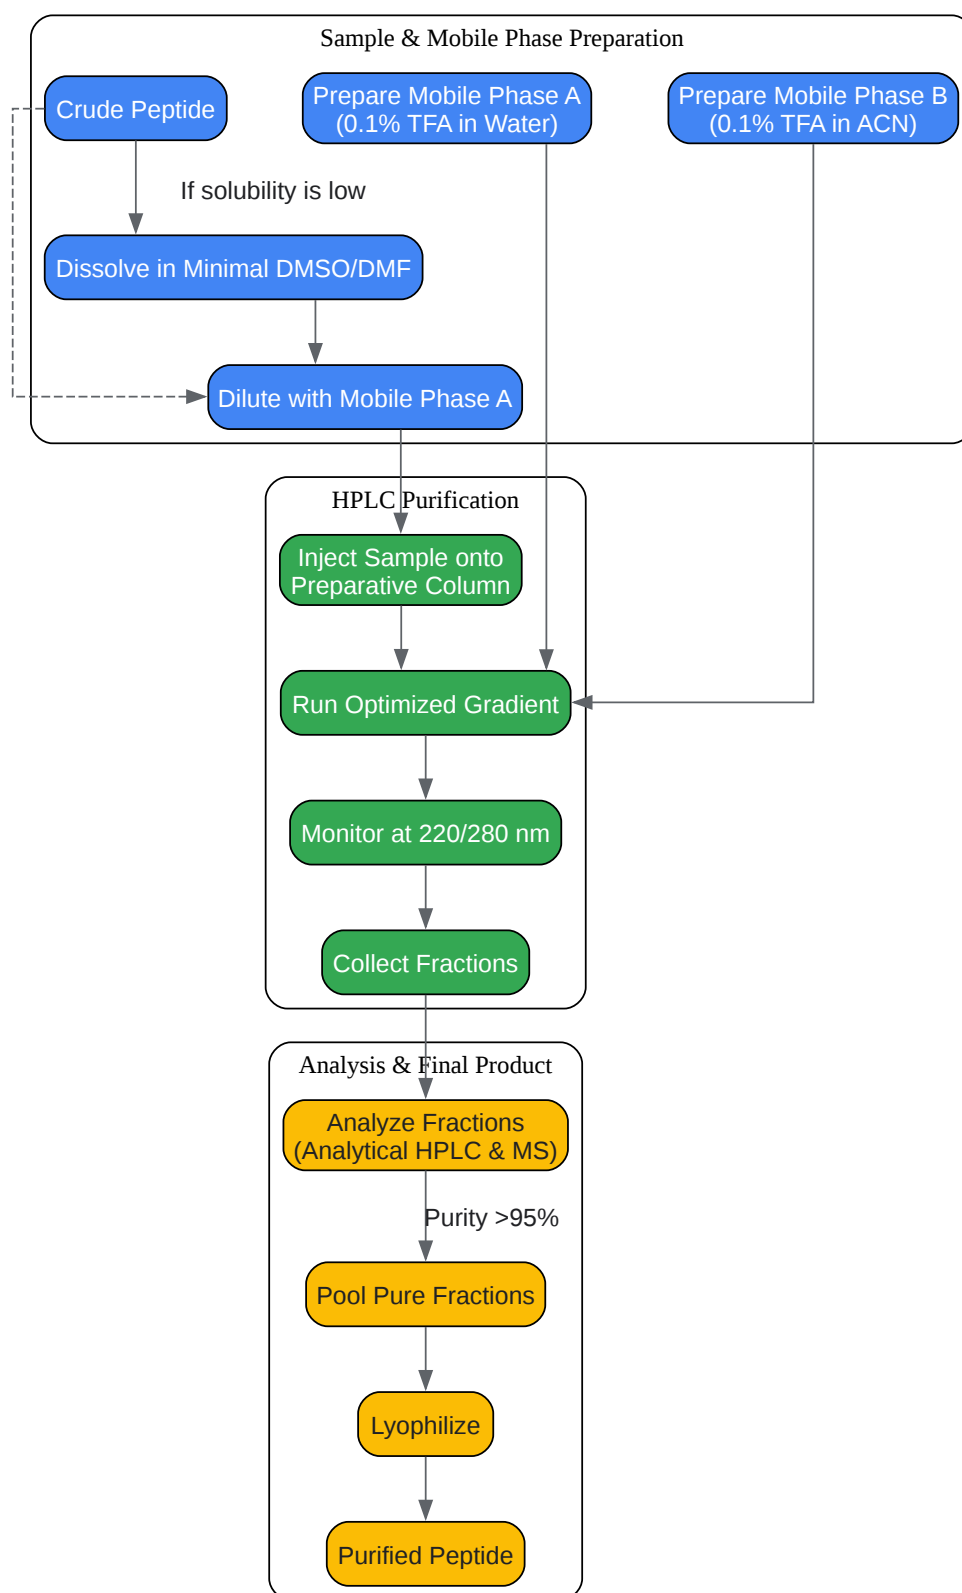 Sample & Mobile Phase Preparation
Crude Peptide
Prepare Mobile Phase A
(0.1% TFA in Water)
Prepare Mobile Phase B
(0.1% TFA in ACN)
If solubility is low
Dissolve in Minimal DMSO/DMF
Dilute with Mobile Phase A
HPLC Purification
Inject Sample onto
Preparative Column
Run Optimized Gradient
Monitor at 220/280 nm
Collect Fractions
Analysis & Final Product
Analyze Fractions
(Analytical HPLC & MS)
Purity >95%
Pool Pure Fractions
Lyophilize
Purified Peptide